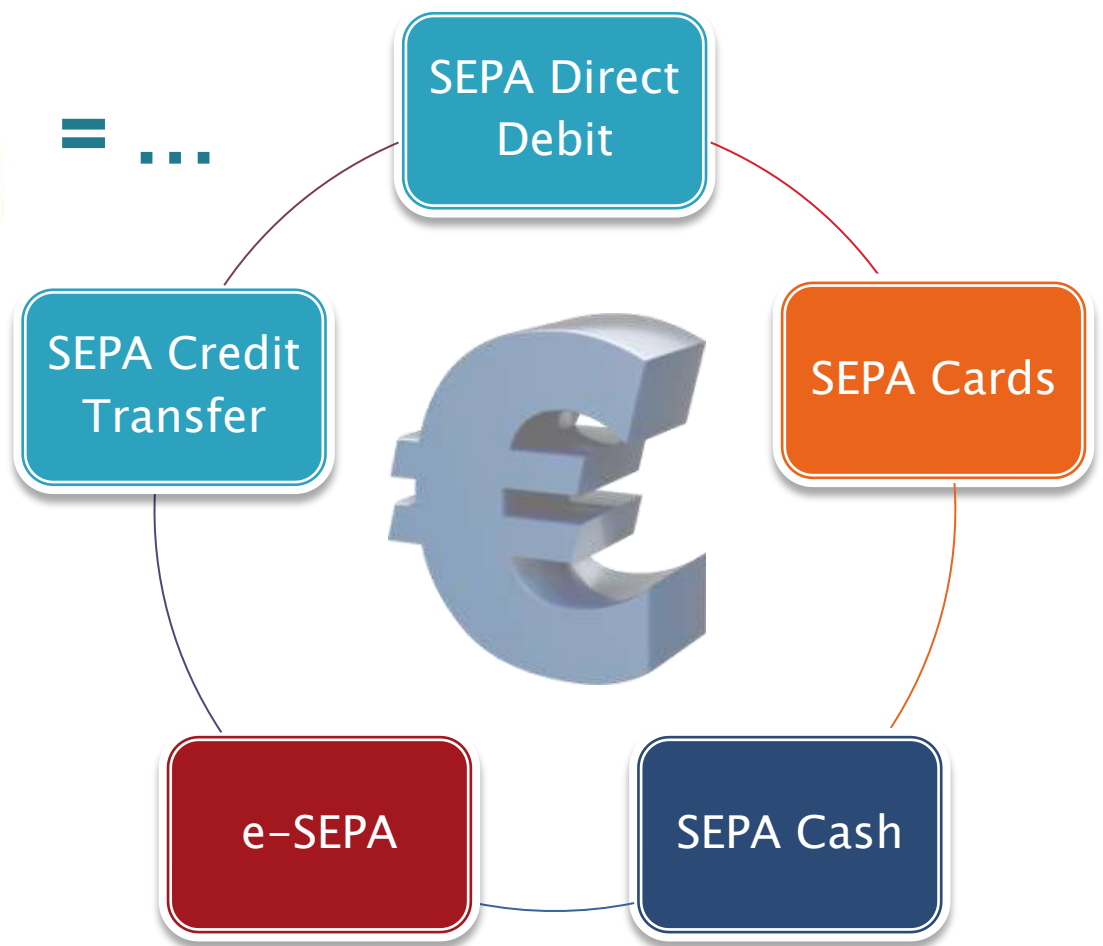 = ...
SEPA Direct
Debit
SEPA Credit
Transfer
SEPA Cards
€
e-SEPA
SEPA Cash